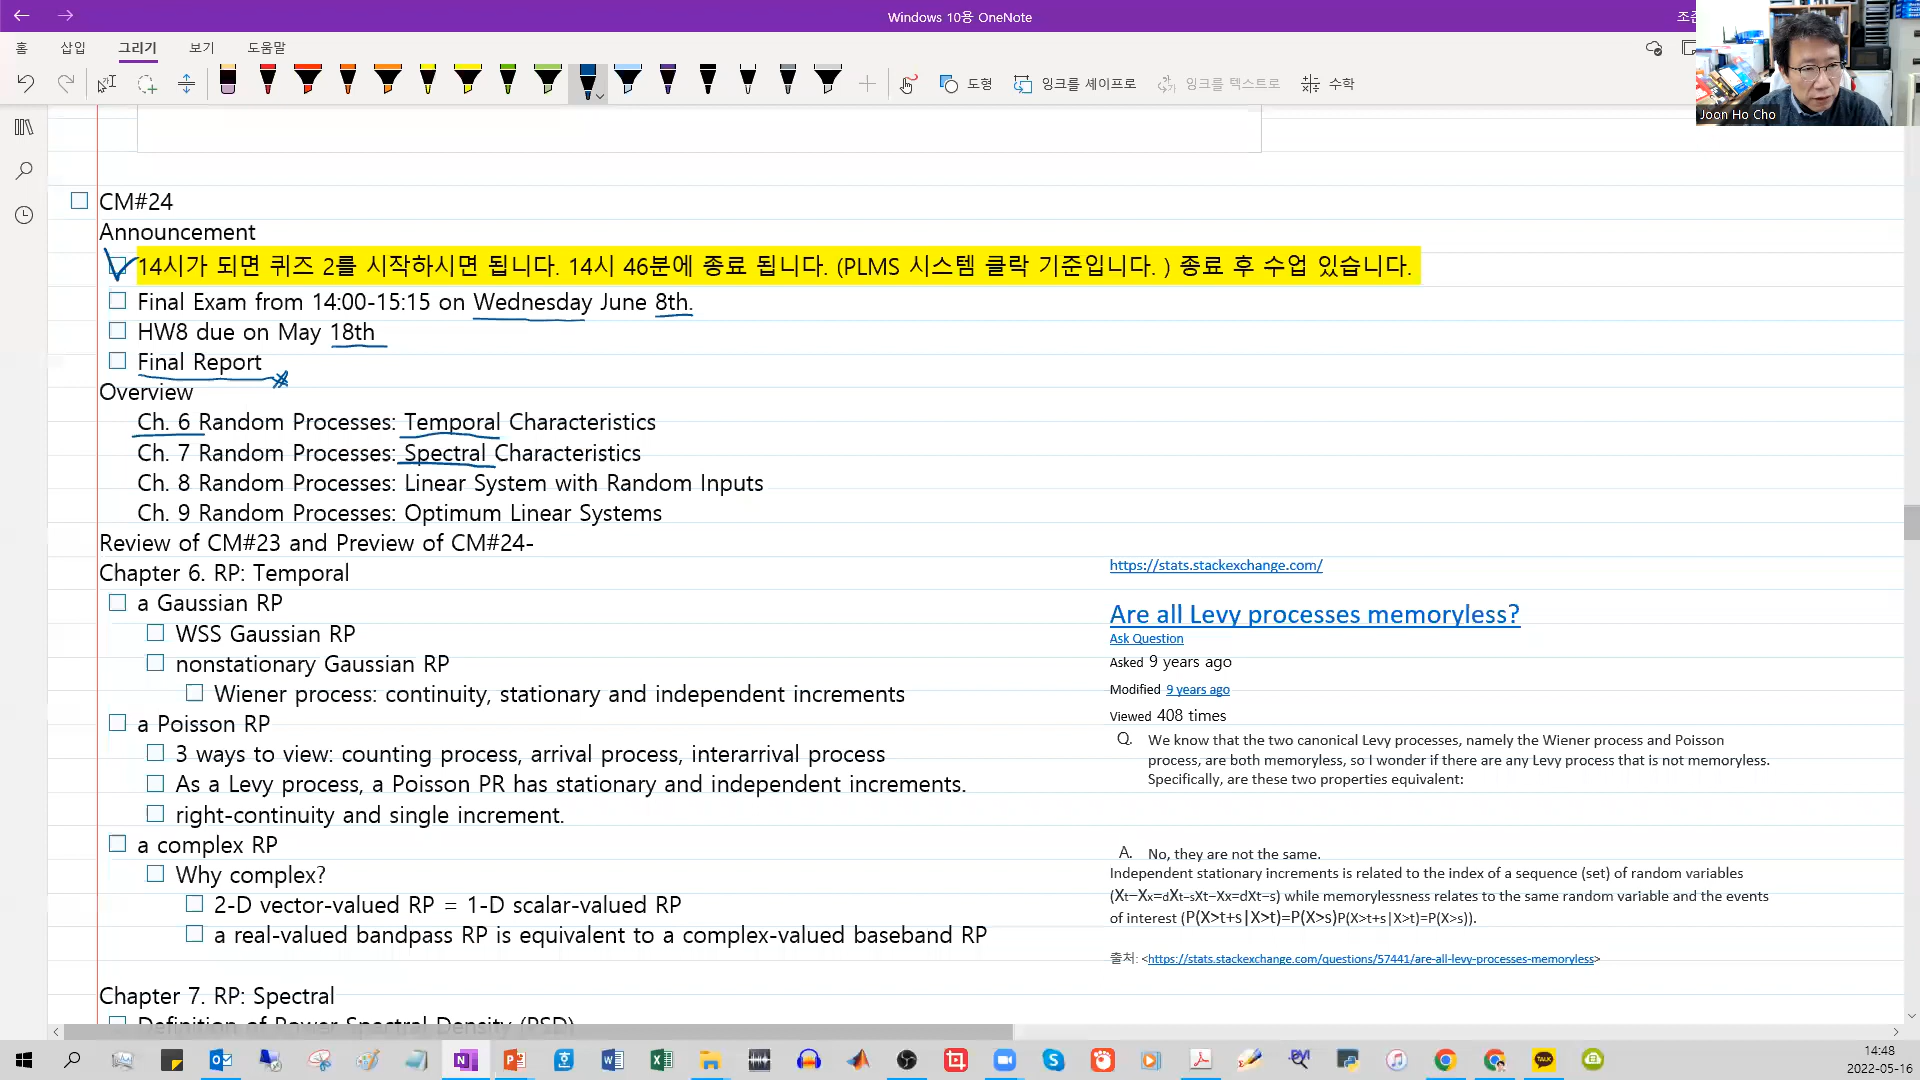 Windows 10용 OneNote
홈 삽입 그리기 보기 도움말
도형 잉크를 셰이프로 잉크를 텍스트로 수학
Joon Ho Cho
CM#24
Announcement
14시가 되면 퀴즈 2를 시작하시면 됩니다. 14시 46분에 종료 됩니다. (PLMS 시스템 클락 기준입니다. ) 종료 후 수업 있습니다.
Final Exam from 14:00-15:15 on Wednesday June 8th.
HW8 due on May 18th
Final Report
Overview
Ch. 6 Random Processes: Temporal Characteristics
Ch. 7 Random Processes: Spectral Characteristics
Ch. 8 Random Processes: Linear System with Random Inputs
Ch. 9 Random Processes: Optimum Linear Systems
Review of CM#23 and Preview of CM#24-
Chapter 6. RP: Temporal
a Gaussian RP
WSS Gaussian RP
nonstationary Gaussian RP
Wiener process: continuity, stationary and independent increments
a Poisson RP
3 ways to view: counting process, arrival process, interarrival process
As a Levy process, a Poisson PR has stationary and independent increments.
right-continuity and single increment.
a complex RP
Why complex?
2-D vector-valued RP = 1-D scalar-valued RP
a real-valued bandpass RP is equivalent to a complex-valued baseband RP
Chapter 7. RP: Spectral
Definition of Power Spectral Density (PSD)
https://stats.stackexchange.com/
Are all Levy processes memoryless?
Ask Question
Asked 9 years ago
Modified 9 years ago
Viewed 408 times
Q. We know that the two canonical Levy processes, namely the Wiener process and Poisson
process, are both memoryless, so I wonder if there are any Levy process that is not memoryless.
Specifically, are these two properties equivalent:
A. No, they are not the same.
Independent stationary increments is related to the index of a sequence (set) of random variables
(Xt−Xx=dXt−sXt−Xx=dXt−s) while memorylessness relates to the same random variable and the events
of interest (P(X>t+s|X>t)=P(X>s)P(X>t+s|X>t)=P(X>s)).
출처: <https://stats.stackexchange.com/questions/57441/are-all-levy-processes-memoryless>
14:48
2022-05-16